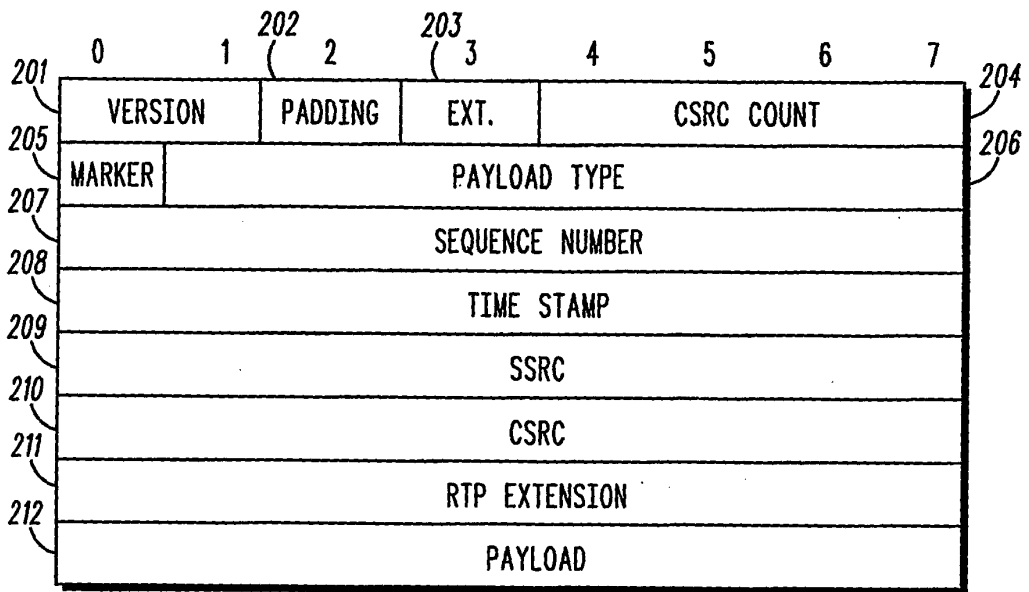 202 203
0 1 2 3 4 5 6 7
201 204
VERSION PADDING EXT. CSRC COUNT
205 206
MARKER PAYLOAD TYPE
207
SEQUENCE NUMBER
208
TIME STAMP
209
SSRC
210
CSRC
211
RTP EXTENSION
212
PAYLOAD